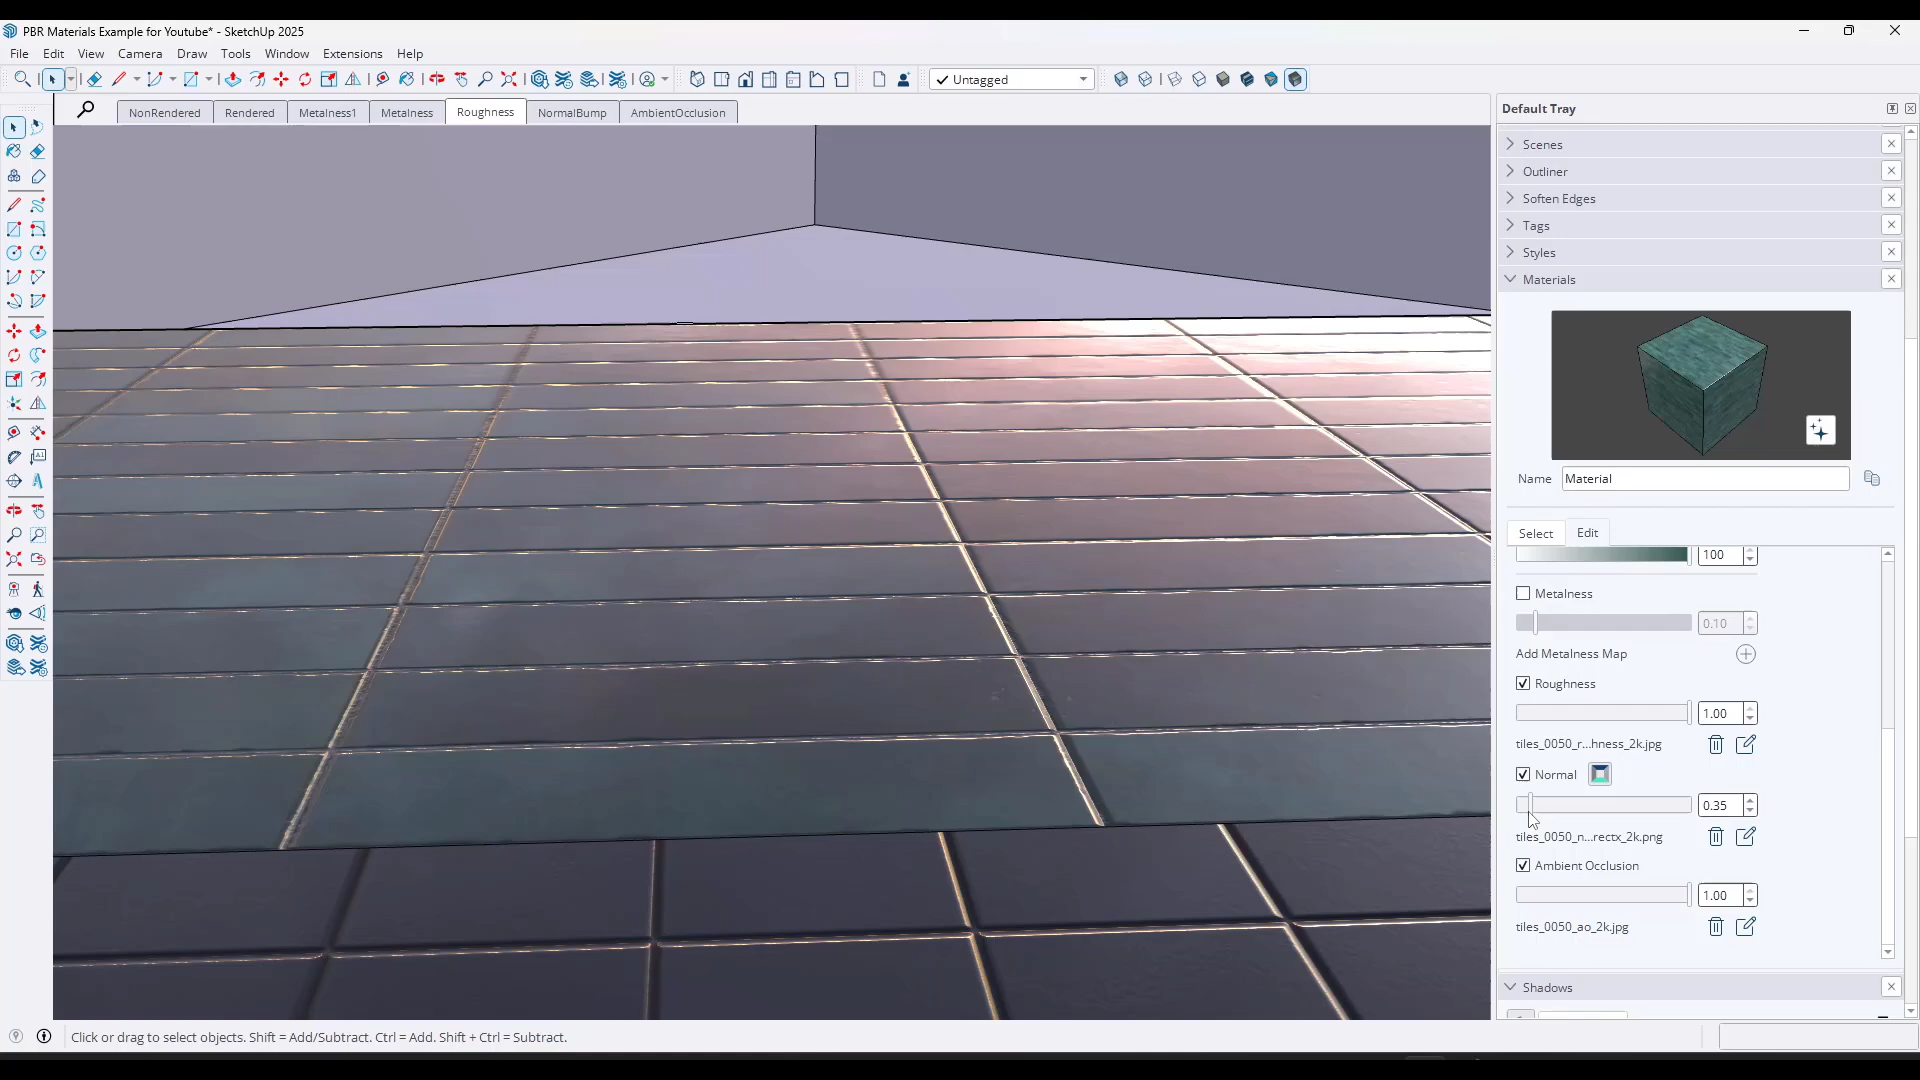 PBR Materials Example for Youtube* - SketchUp 2025
File Edit View Camera Draw Tools Window Extensions Help
Untagged
NonRendered Rendered Metalness1 Metalness Roughness NormalBump AmbientOcclusion
Default Tray
Scenes
Outliner
Soften Edges
Tags
Styles
Materials
Name Material
Select Edit
100
Metalness
0.10
Add Metalness Map
Roughness
1.00
tiles_0050_r...hness_2k.jpg
Normal
0.35
tiles_0050_n...rectx_2k.png
Ambient Occlusion
1.00
tiles_0050_ao_2k.jpg
Shadows
Click or drag to select objects. Shift = Add/Subtract. Ctrl = Add. Shift + Ctrl = Subtract.